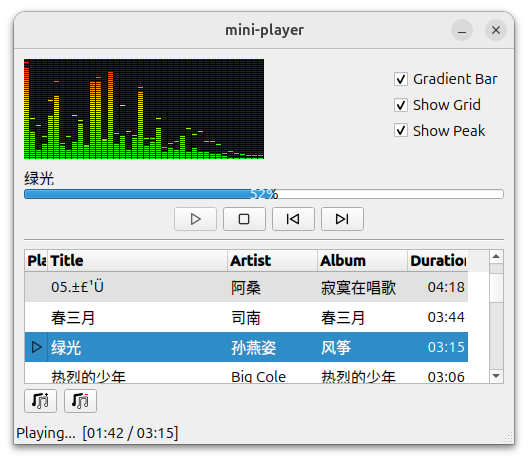 mini-player
Gradient Bar
Show Grid
Show Peak
绿光
52%
Pla Title Artist Album Duration
05.±£¹Ü 阿桑 寂寞在唱歌 04:18
春三月 司南 春三月 03:44
绿光 孙燕姿 风筝 03:15
热烈的少年 Big Cole 热烈的少年 03:06
Playing... [01:42 / 03:15]